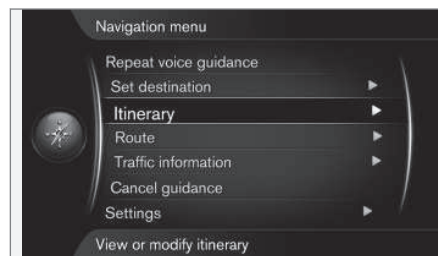 Navigation menu
Repeat voice guidance
Set destination
Itinerary
Route
Traffic information
Cancel guidance
Settings
View or modify itinerary